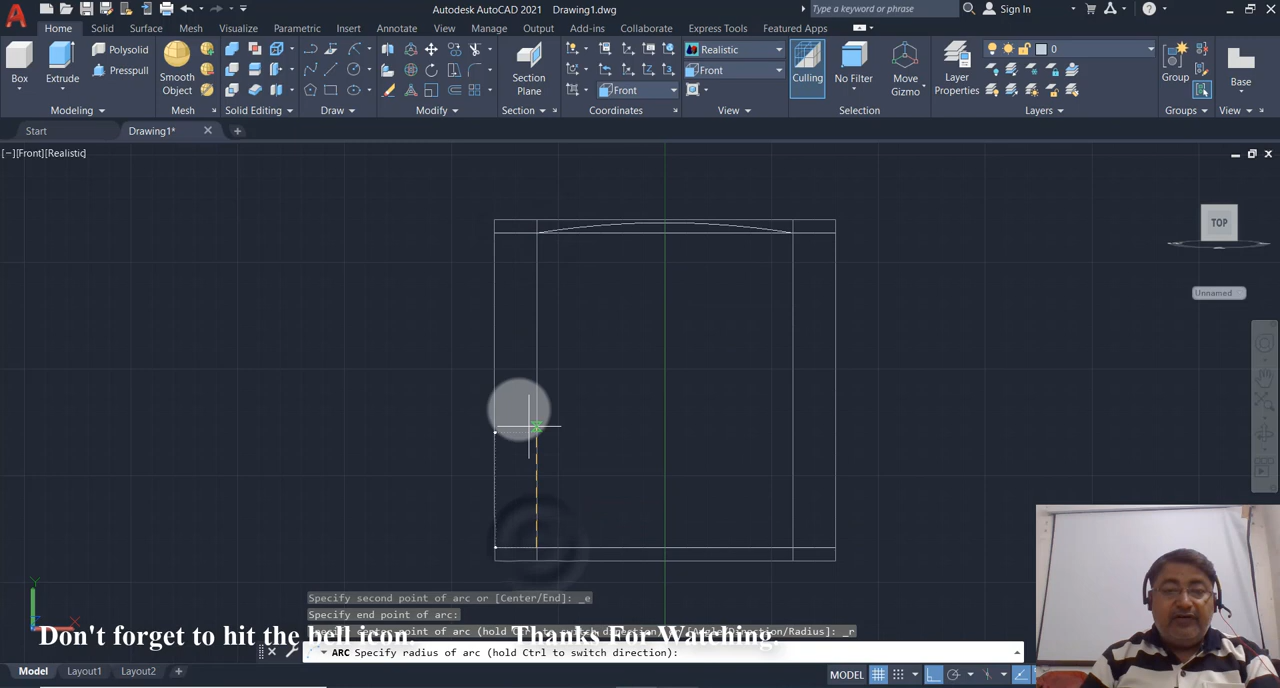 Autodesk AutoCAD 2021 Drawing1.dwg
Type a keyword or phrase
Sign In
Home Solid Surface Mesh Visualize Parametric Insert Annotate View Manage Output Add-ins Collaborate Express Tools Featured Apps
Box
Extrude
Polysolid
Presspull
Smooth
Object
Section
Plane
Front
Realistic
Front
Culling
No Filter
Move
Gizmo
Layer
Properties
0
Group
Base
Modeling Mesh Solid Editing Draw Modify Section Coordinates View Selection Layers Groups View
Start
Drawing1*
[−][Front][Realistic]
TOP
Unnamed
Y
X
Specify second point of arc or [Center/End]: _e
Specify end point of arc:
Don't forget to hit the bell icon. Thanks For Watching.
ARC Specify radius of arc (hold Ctrl to switch direction):
Model Layout1 Layout2 +
MODEL